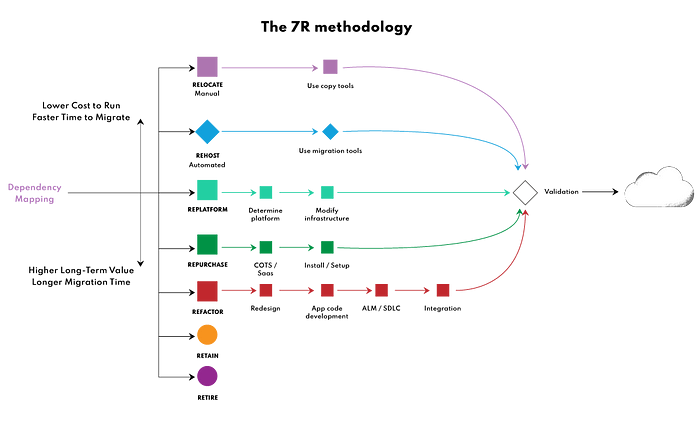 The 7R methodology
RELOCATE
Manual
Use copy tools
Lower Cost to Run
Faster Time to Migrate
REHOST
Automated
Use migration tools
Dependency
Mapping
REPLATFORM
Determine
platform
Modify
infrastructure
Validation
REPURCHASE
COTS /
Saas
Install / Setup
Higher Long-Term Value
Longer Migration Time
REFACTOR
Redesign
App code
development
ALM / SDLC
Integration
RETAIN
RETIRE